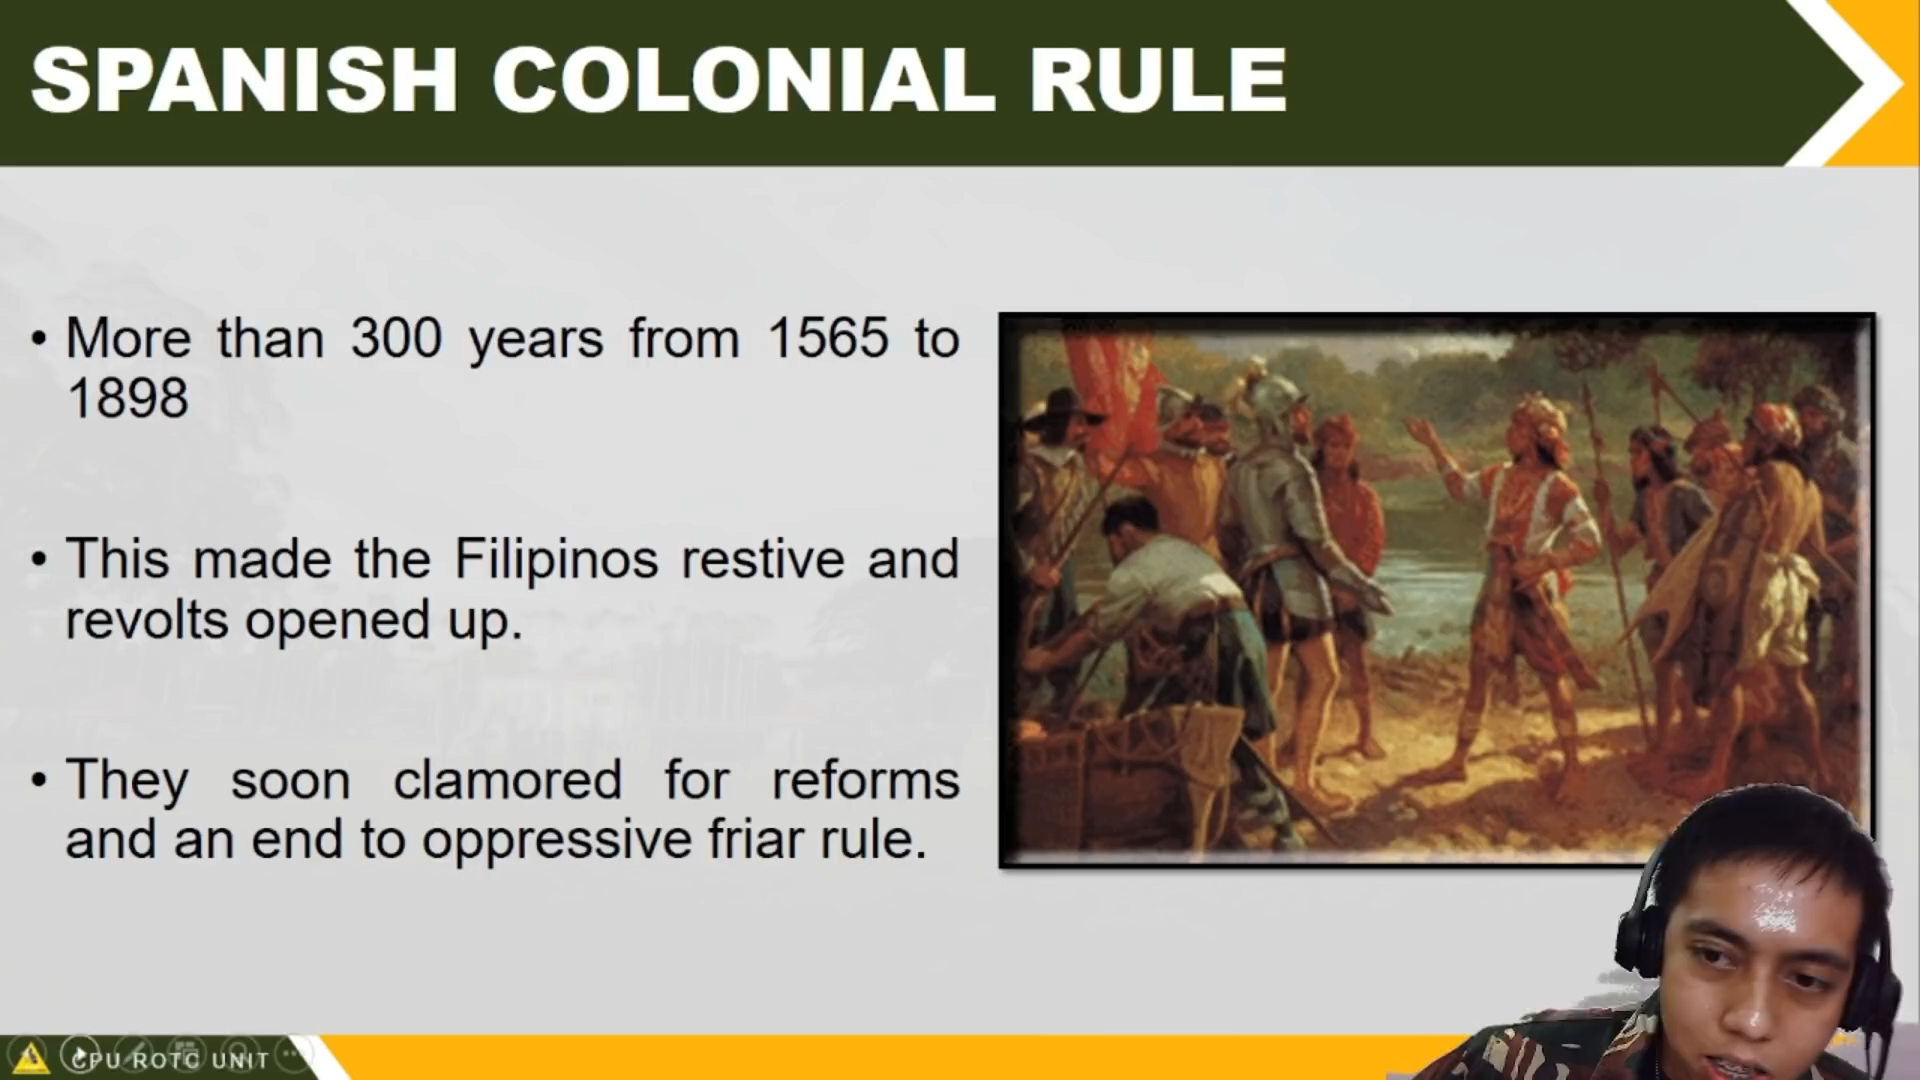 SPANISH COLONIAL RULE
• More than 300 years from 1565 to
1898
• This made the Filipinos restive and
revolts opened up.
• They soon clamored for reforms
and an end to oppressive friar rule.
CPU ROTC UNIT